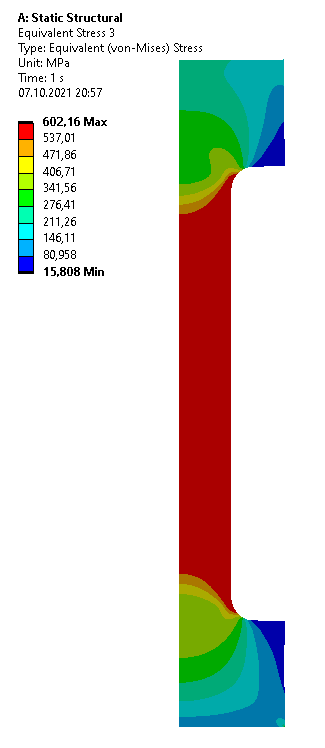 A: Static Structural
Equivalent Stress 3
Type: Equivalent (von-Mises) Stress
Unit: MPa
Time: 1 s
07.10.2021 20:57
602,16 Max
537,01
471,86
406,71
341,56
276,41
211,26
146,11
80,958
15,808 Min